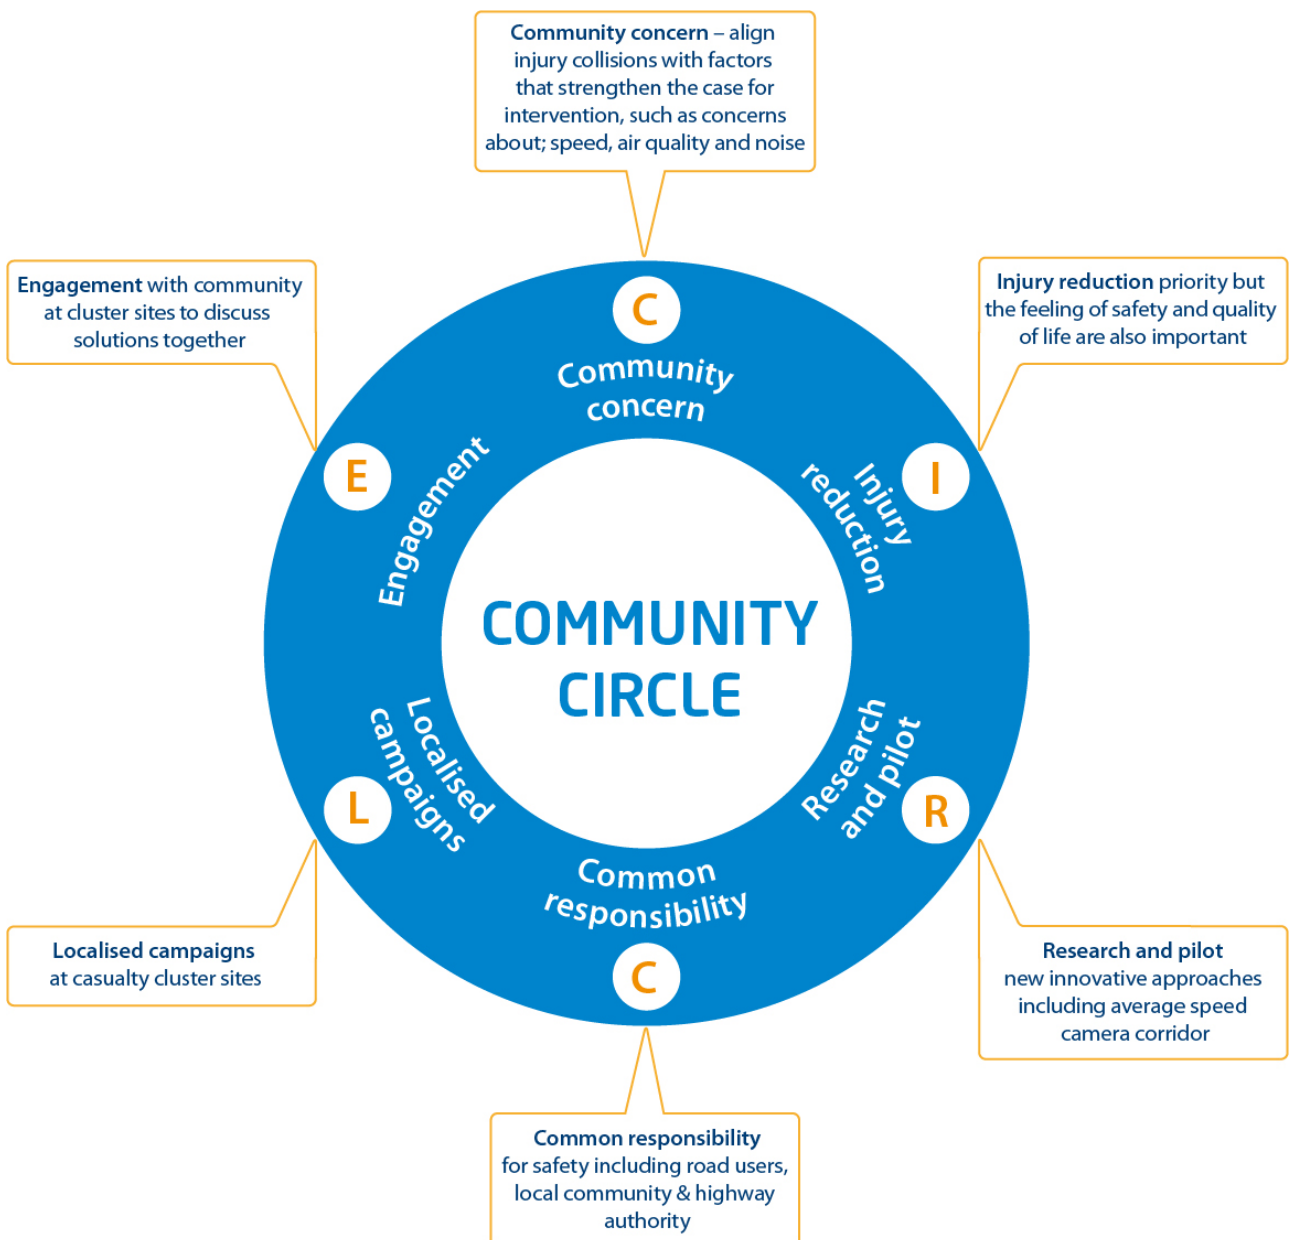 Community concern – align
injury collisions with factors
that strengthen the case for
intervention, such as concerns
about; speed, air quality and noise
Engagement with community
at cluster sites to discuss
solutions together
Injury reduction priority but
the feeling of safety and quality
of life are also important
C
Community
concern
I
Injury
reduction
R
Research
and pilot
C
Common
responsibility
L
Localised
campaigns
E
Engagement
COMMUNITY
CIRCLE
Localised campaigns
at casualty cluster sites
Research and pilot
new innovative approaches
including average speed
camera corridor
Common responsibility
for safety including road users,
local community & highway
authority